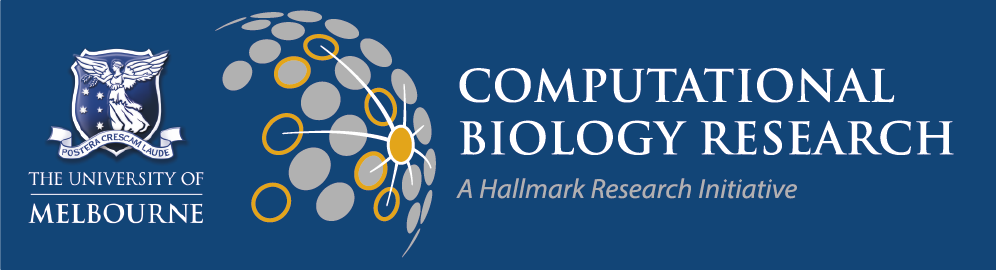 POSTERA CRESCAM LAUDE
THE UNIVERSITY OF
MELBOURNE
COMPUTATIONAL
BIOLOGY RESEARCH
A Hallmark Research Initiative